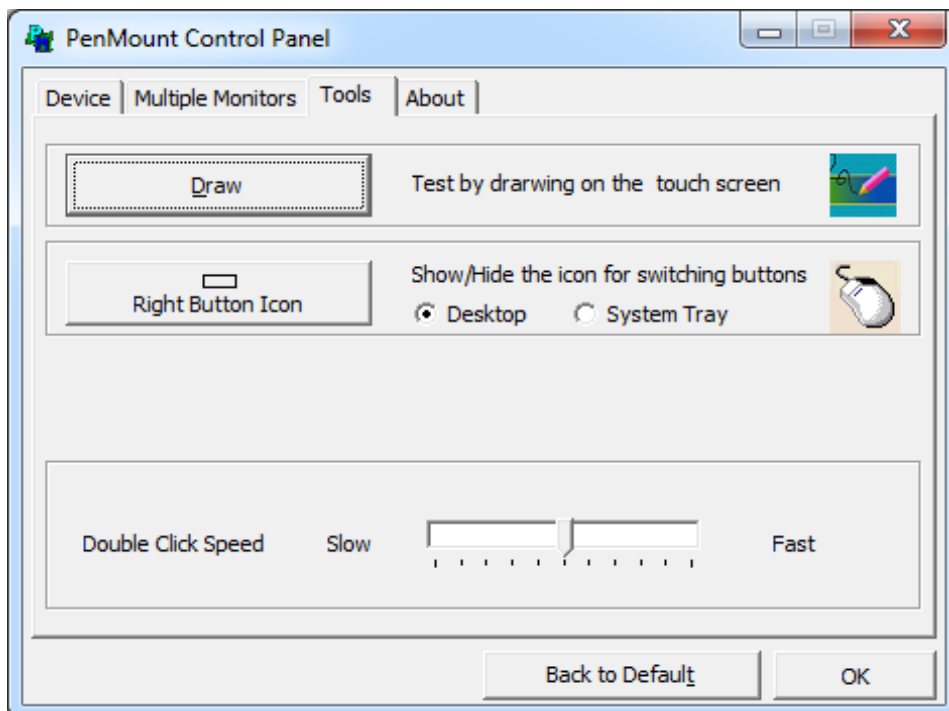 PenMount Control Panel
Device Multiple Monitors Tools About
Draw Test by drarwing on the touch screen
Show/Hide the icon for switching buttons
Right Button Icon Desktop System Tray
Double Click Speed Slow Fast
Back to Default OK